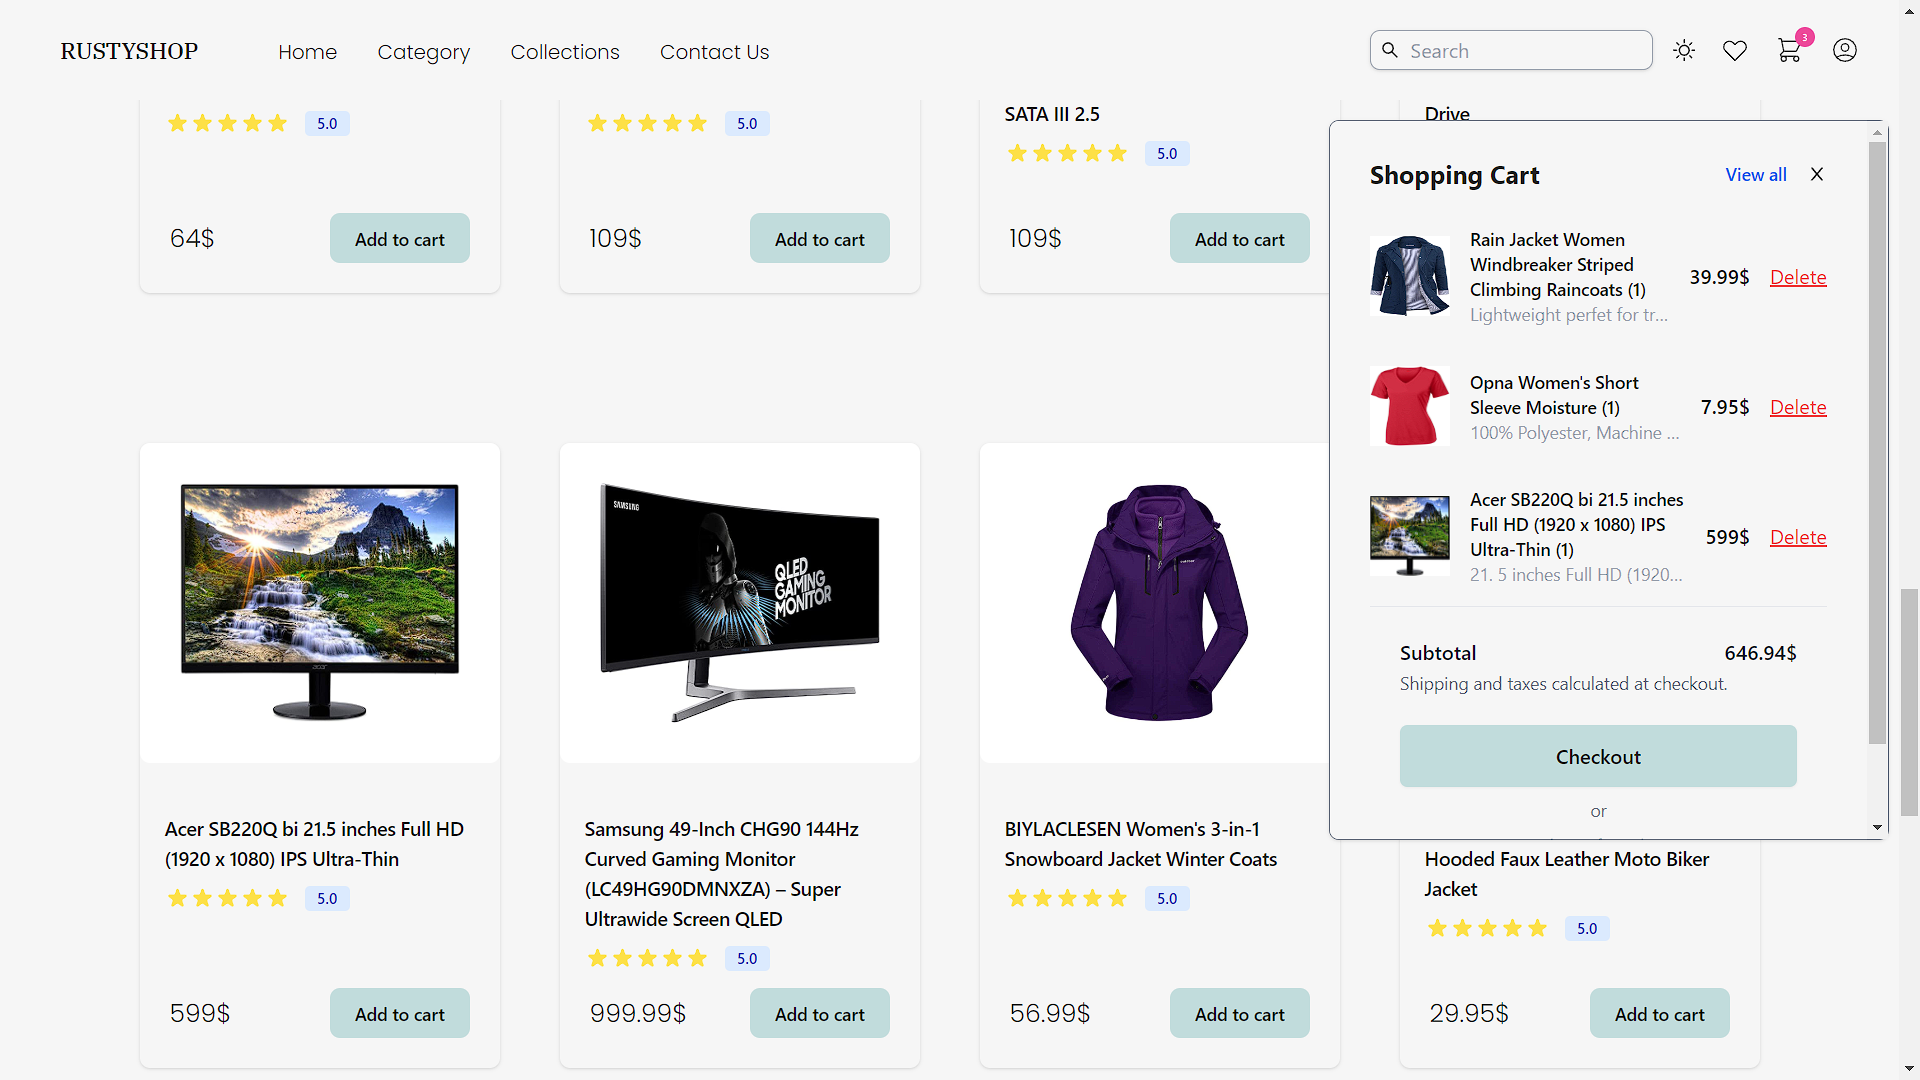 RUSTYSHOP
Home
Category
Collections
Contact Us
Search
3
5.0
5.0
SATA III 2.5
5.0
Drive
64$
Add to cart
109$
Add to cart
109$
Add to cart
Shopping Cart
View all
Rain Jacket Women
Windbreaker Striped
Climbing Raincoats (1)
Lightweight perfet for tr...
39.99$
Delete
Opna Women's Short
Sleeve Moisture (1)
100% Polyester, Machine ...
7.95$
Delete
Acer SB220Q bi 21.5 inches
Full HD (1920 x 1080) IPS
Ultra-Thin (1)
21. 5 inches Full HD (1920...
599$
Delete
Subtotal
646.94$
Shipping and taxes calculated at checkout.
Checkout
or
acer
SAMSUNG
QLED
GAMING
MONITOR
Acer SB220Q bi 21.5 inches Full HD
(1920 x 1080) IPS Ultra-Thin
5.0
599$
Add to cart
Samsung 49-Inch CHG90 144Hz
Curved Gaming Monitor
(LC49HG90DMNXZA) – Super
Ultrawide Screen QLED
5.0
999.99$
Add to cart
BIYLACLESEN Women's 3-in-1
Snowboard Jacket Winter Coats
5.0
56.99$
Add to cart
Hooded Faux Leather Moto Biker
Jacket
5.0
29.95$
Add to cart